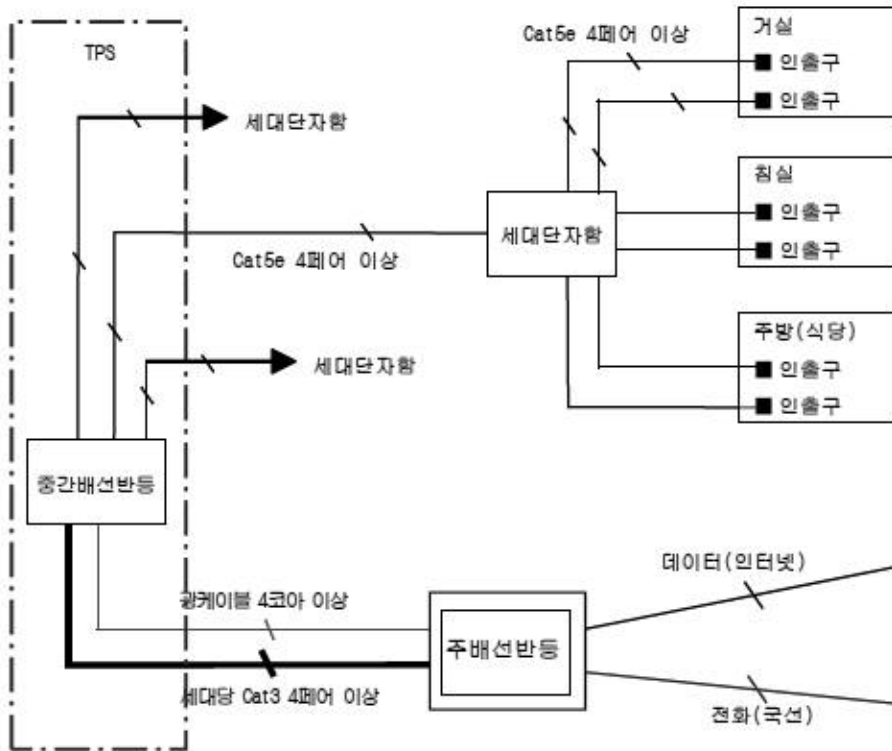 TPS
세대단자함
Cat5e 4페어 이상
거실
인출구
인출구
침실
인출구
인출구
세대단자함
Cat5e 4페어 이상
주방(식당)
인출구
인출구
세대단자함
중간배선반등
데이터(인터넷)
광케이블 4코아 이상
주배선반등
세대당 Cat3 4페어 이상
전화(국선)